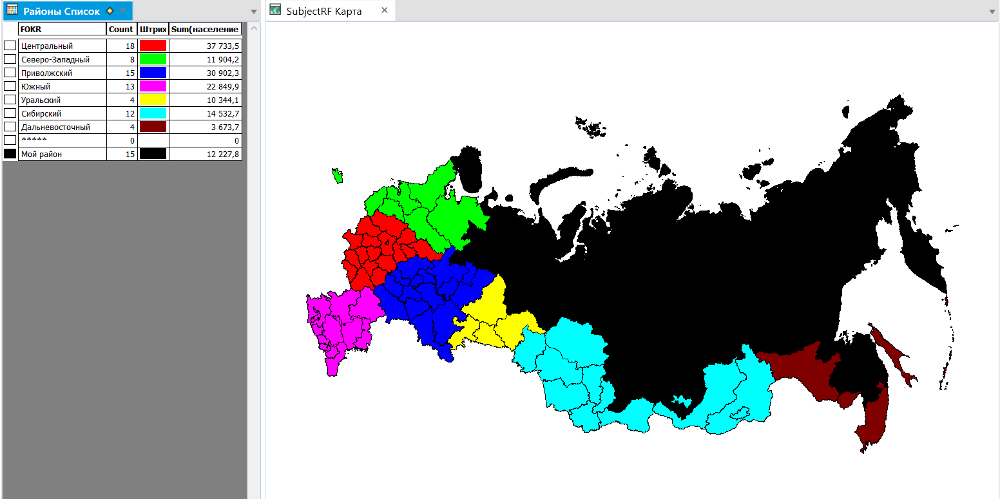 Районы Список
SubjectRF Карта
FOKR Count Штрих Sum(население
Центральный 18 37 733,5
Северо-Западный 8 11 904,2
Приволжский 15 30 902,3
Южный 13 22 849,9
Уральский 4 10 344,1
Сибирский 12 14 532,7
Дальневосточный 4 3 673,7
***** 0 0
Мой район 15 12 227,8